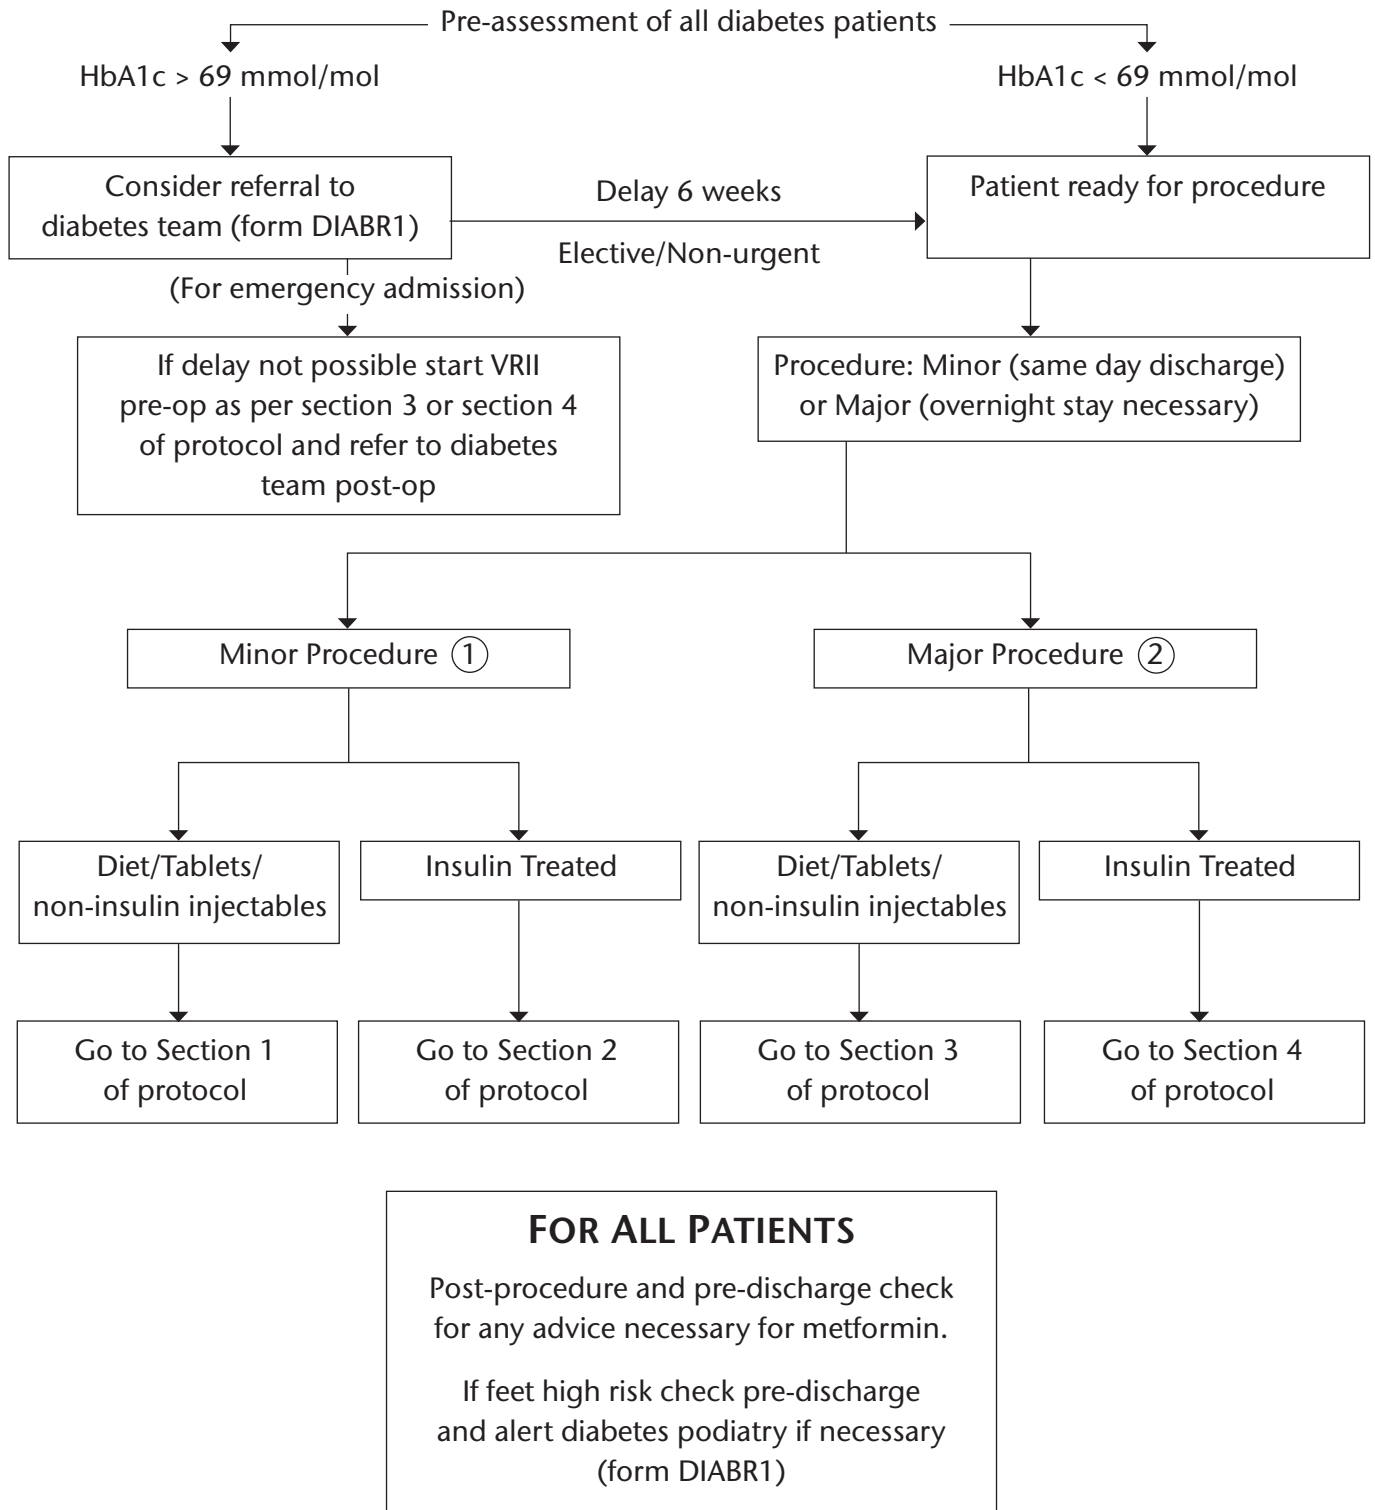 Pre-assessment of all diabetes patients
HbA1c > 69 mmol/mol
HbA1c < 69 mmol/mol
Consider referral to
diabetes team (form DIABR1)
Delay 6 weeks
Elective/Non-urgent
Patient ready for procedure
(For emergency admission)
If delay not possible start VRII
pre-op as per section 3 or section 4
of protocol and refer to diabetes
team post-op
Procedure: Minor (same day discharge)
or Major (overnight stay necessary)
Minor Procedure 1
Major Procedure 2
Diet/Tablets/
non-insulin injectables
Insulin Treated
Diet/Tablets/
non-insulin injectables
Insulin Treated
Go to Section 1
of protocol
Go to Section 2
of protocol
Go to Section 3
of protocol
Go to Section 4
of protocol
FOR ALL PATIENTS
Post-procedure and pre-discharge check
for any advice necessary for metformin.
If feet high risk check pre-discharge
and alert diabetes podiatry if necessary
(form DIABR1)